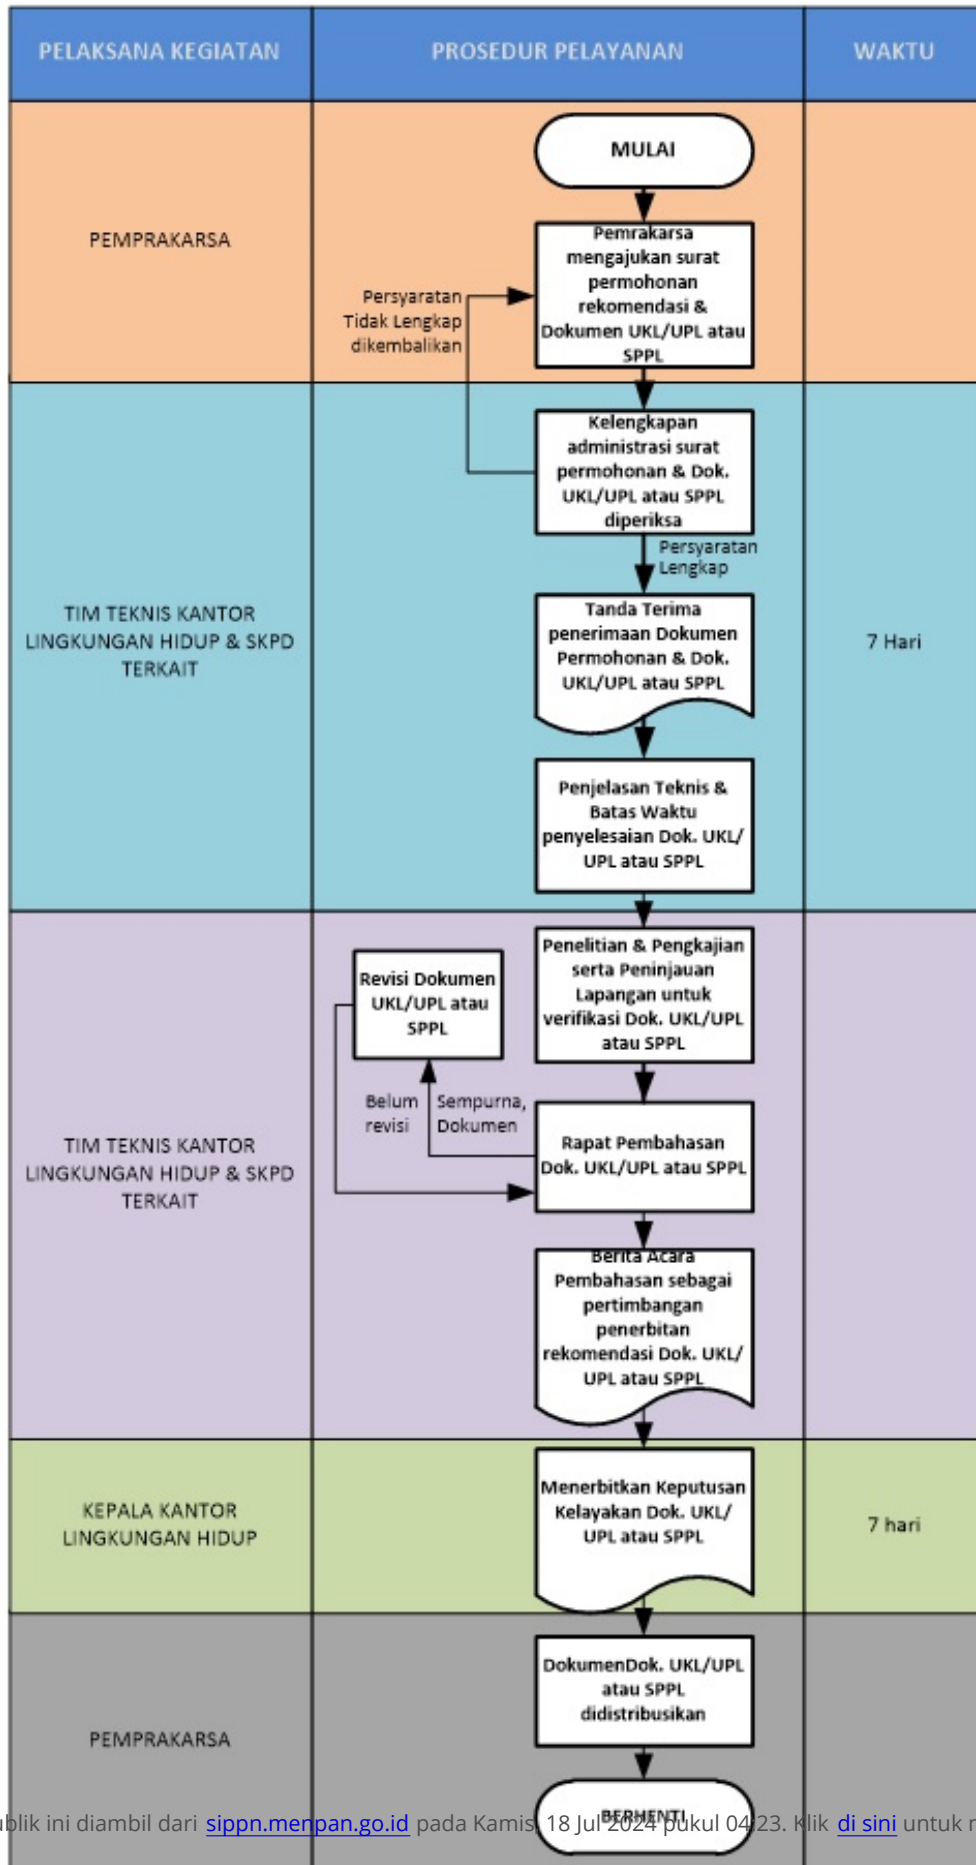 PELAKSANA KEGIATAN
PROSEDUR PELAYANAN
WAKTU
PEMPRAKARSA
MULAI
Pemrakarsa
mengajukan surat
permohonan
rekomendasi &
Dokumen UKL/UPL atau
SPPL
Persyaratan
Tidak Lengkap
dikembalikan
TIM TEKNIS KANTOR
LINGKUNGAN HIDUP & SKPD
TERKAIT
Kelengkapan
administrasi surat
permohonan & Dok.
UKL/UPL atau SPPL
diperiksa
Persyaratan
Lengkap
Tanda Terima
penerimaan Dokumen
Permohonan & Dok.
UKL/UPL atau SPPL
7 Hari
Penjelasan Teknis &
Batas Waktu
penyelesaian Dok. UKL/
UPL atau SPPL
TIM TEKNIS KANTOR
LINGKUNGAN HIDUP & SKPD
TERKAIT
Penelitian & Pengkajian
serta Peninjauan
Lapangan untuk
verifikasi Dok. UKL/UPL
atau SPPL
Revisi Dokumen
UKL/UPL atau
SPPL
Belum Sempurna,
revisi Dokumen
Rapat Pembahasan
Dok. UKL/UPL atau SPPL
Berita Acara
Pembahasan sebagai
pertimbangan
penerbitan
rekomendasi Dok. UKL/
UPL atau SPPL
KEPALA KANTOR
LINGKUNGAN HIDUP
Menerbitkan Keputusan
Kelayakan Dok. UKL/
UPL atau SPPL
7 hari
PEMPRAKARSA
DokumenDok. UKL/UPL
atau SPPL
didistribusikan
BERHENTI
blik ini diambil dari sippn.menpan.go.id pada Kamis, 18 Jul 2024 pukul 04:23. Klik di sini untuk